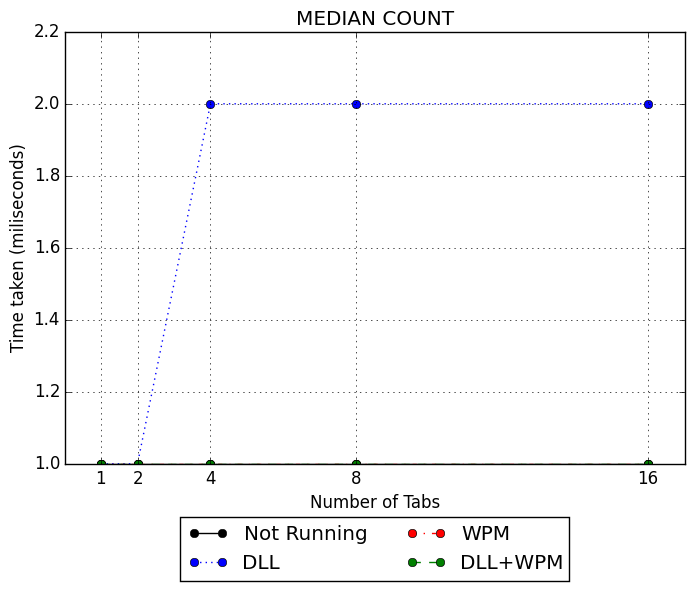 MEDIAN COUNT
2.2
2.0
1.8
1.6
1.4
1.2
1.0
Time taken (miliseconds)
1 2 4 8 16
Number of Tabs
Not Running WPM
DLL DLL+WPM